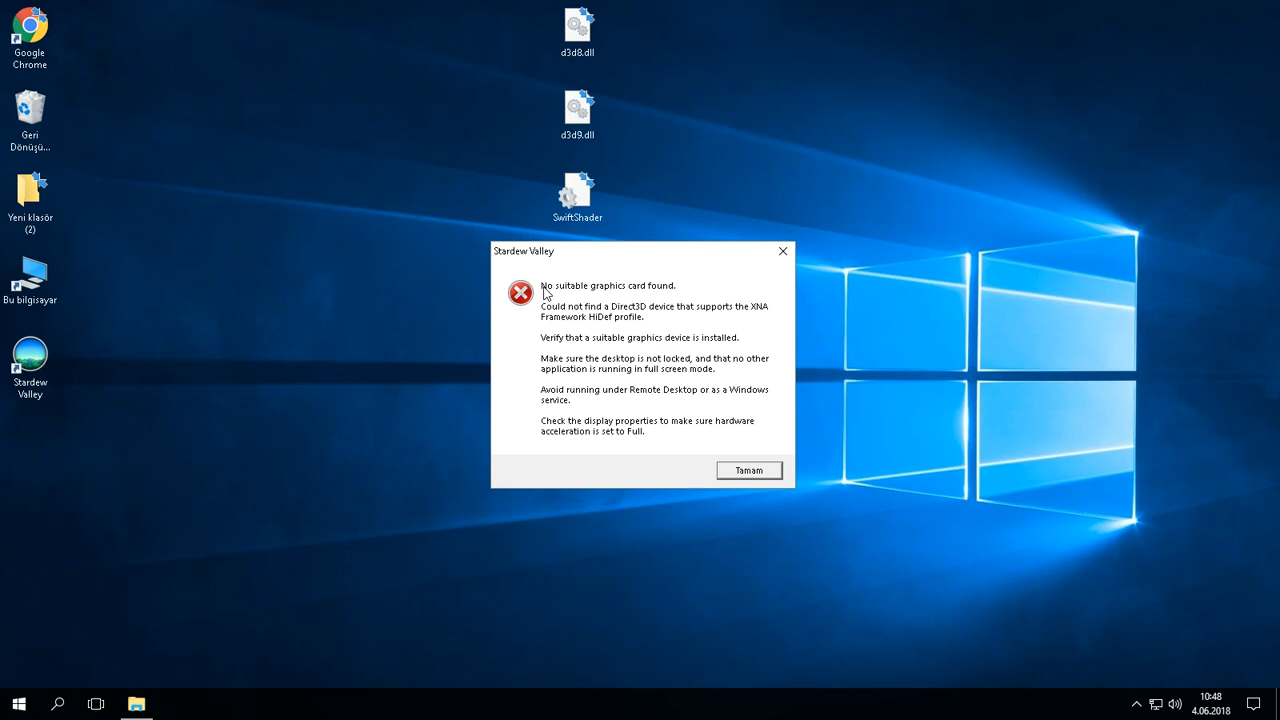 Google
Chrome
Geri
Dönüşü...
Yeni klasör
(2)
Bu bilgisayar
Stardew
Valley
d3d8.dll
d3d9.dll
SwiftShader
Stardew Valley
No suitable graphics card found.
Could not find a Direct3D device that supports the XNA
Framework HiDef profile.
Verify that a suitable graphics device is installed.
Make sure the desktop is not locked, and that no other
application is running in full screen mode.
Avoid running under Remote Desktop or as a Windows
service.
Check the display properties to make sure hardware
acceleration is set to Full.
Tamam
10:48
4.06.2018